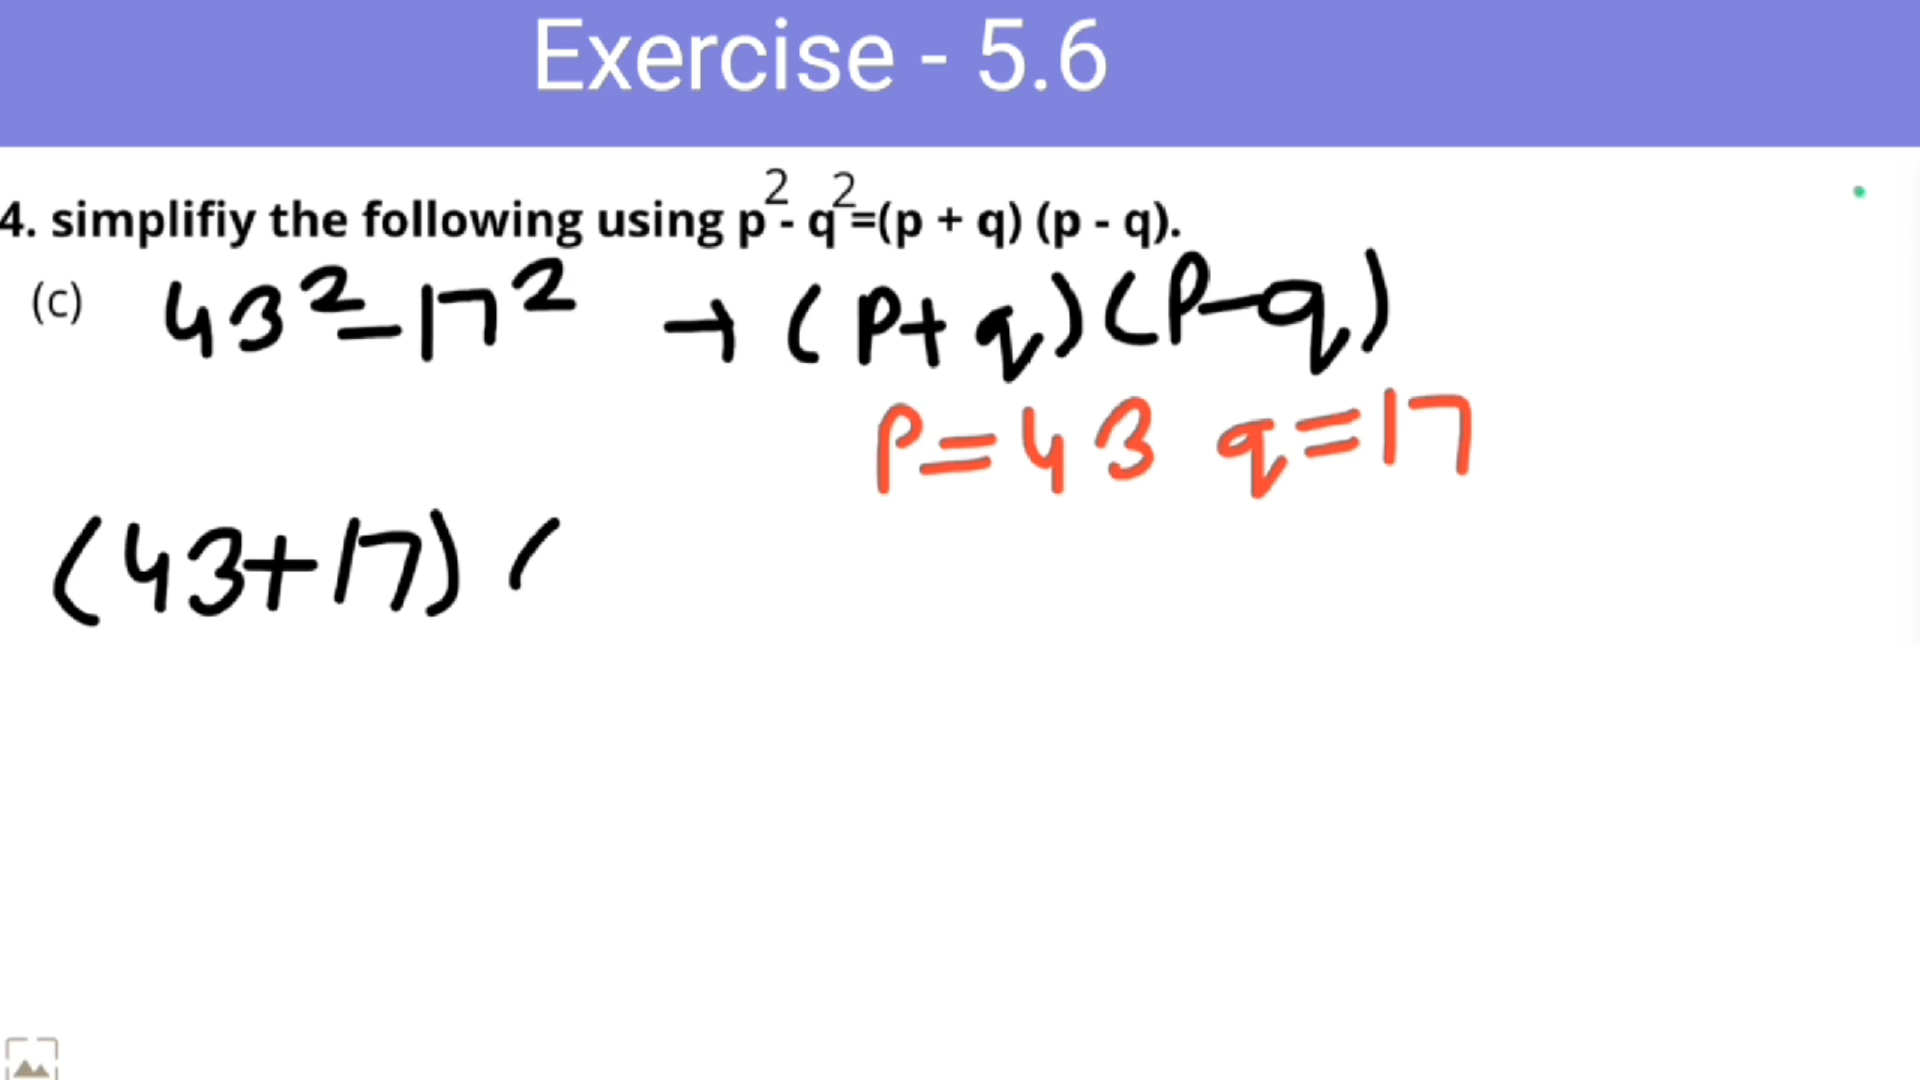 Exercise - 5.6
4. simplifiy the following using p²- q²=(p + q) (p - q).
(c) 43²-17² → (P+q)(P-q)
P=43 q=17
(43+17) (